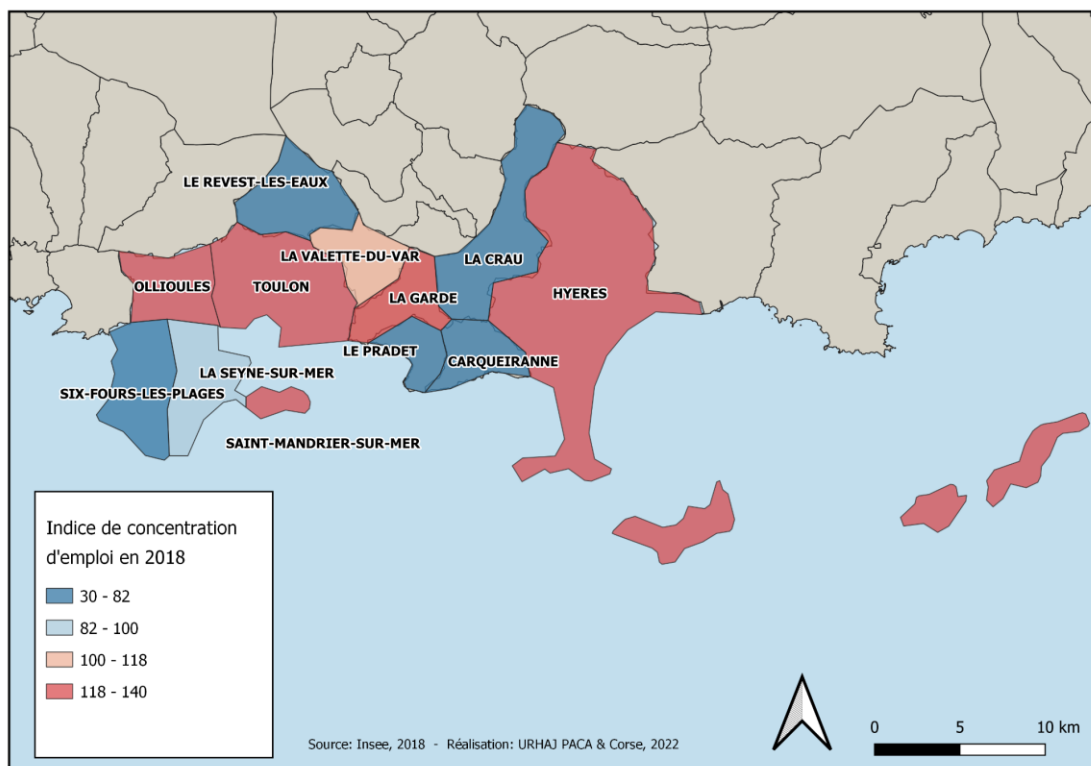 LE REVEST-LES-EAUX
LA VALETTE-DU-VAR
LA CRAU
OLLIOULES
TOULON
LA GARDE
HYERES
LE PRADET
CARQUEIRANNE
LA SEYNE-SUR-MER
SIX-FOURS-LES-PLAGES
SAINT-MANDRIER-SUR-MER
Indice de concentration
d'emploi en 2018
30 - 82
82 - 100
100 - 118
118 - 140
Source: Insee, 2018 - Réalisation: URHAJ PACA & Corse, 2022
0 5 10 km